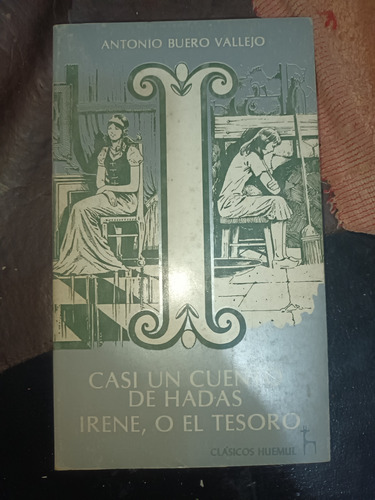 ANTONIO BUERO VALLEJO
CASI UN CUENTO
DE HADAS
IRENE, O EL TESORO
CLÁSICOS HUEMUL